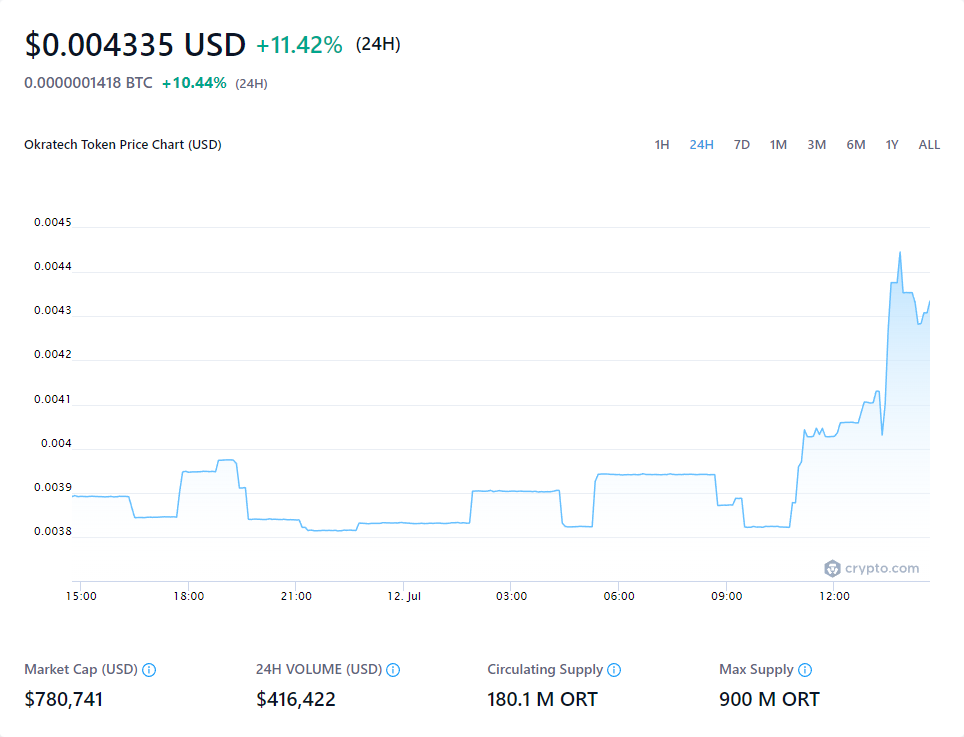 $0.004335 USD +11.42% (24H)
0.0000001418 BTC +10.44% (24H)
Okratech Token Price Chart (USD) 1H 24H 7D 1M 3M 6M 1Y ALL
0.0045
0.0044
0.0043
0.0042
0.0041
0.004
0.0039
0.0038
crypto.com
15:00 18:00 21:00 12. Jul 03:00 06:00 09:00 12:00
Market Cap (USD) 24H VOLUME (USD) Circulating Supply Max Supply
$780,741 $416,422 180.1 M ORT 900 M ORT